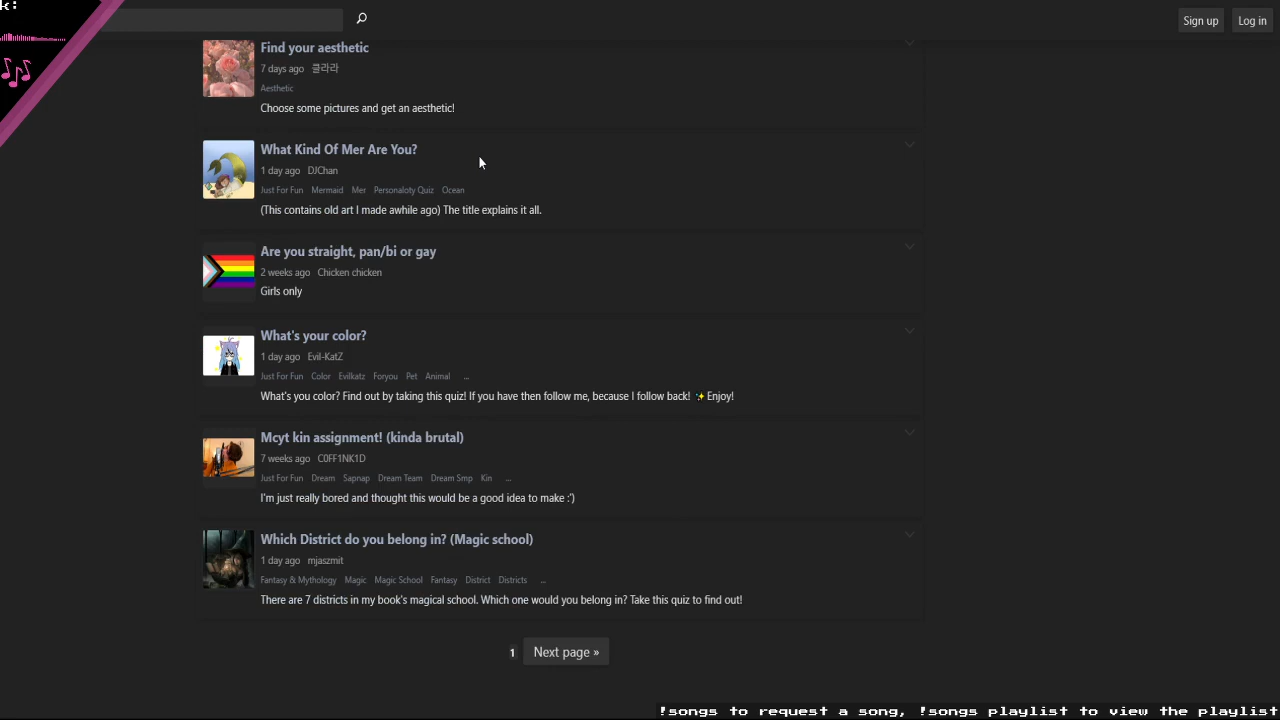 k:
Sign up
Log in
Find your aesthetic
7 days ago 클라라
Aesthetic
Choose some pictures and get an aesthetic!
What Kind Of Mer Are You?
1 day ago DJChan
Just For Fun Mermaid Mer Personaloty Quiz Ocean
(This contains old art I made awhile ago) The title explains it all.
Are you straight, pan/bi or gay
2 weeks ago Chicken chicken
Girls only
What's your color?
1 day ago Evil-KatZ
Just For Fun Color Evilkatz Foryou Pet Animal ...
What's you color? Find out by taking this quiz! If you have then follow me, because I follow back! ✨Enjoy!
Mcyt kin assignment! (kinda brutal)
7 weeks ago C0FF1NK1D
Just For Fun Dream Sapnap Dream Team Dream Smp Kin ...
I'm just really bored and thought this would be a good idea to make :')
Which District do you belong in? (Magic school)
1 day ago mjaszmit
Fantasy & Mythology Magic Magic School Fantasy District Districts ...
There are 7 districts in my book's magical school. Which one would you belong in? Take this quiz to find out!
1 Next page »
!songs to request a song, !songs playlist to view the playlist